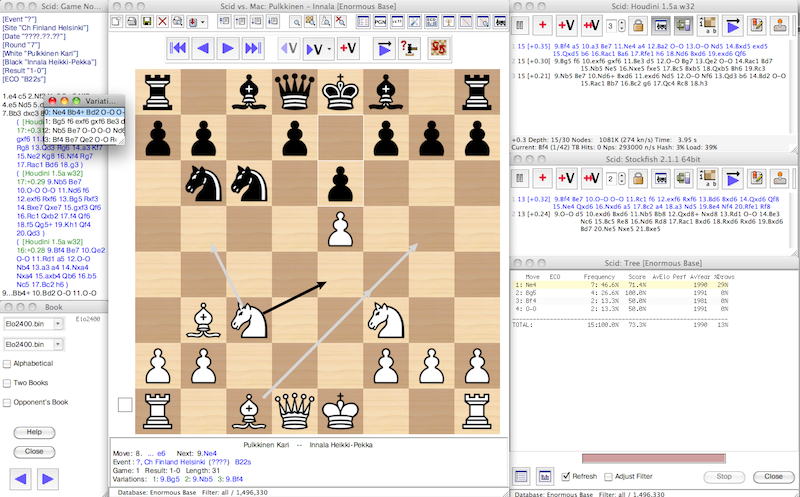 Scid: Game No...
[Event "?"]
[Site "Ch Finland Helsinki"]
[Date "????.??.??"]
[Round "?"]
[White "Pulkkinen Kari"]
[Black "Innala Heikki-Pekka"]
[Result "1-0"]
[ECO "B22s"]
1.e4 c5 2.Nf3
4.e5 Nd5 5.
7.Bb3 dxc3 8
Variati...
0: Ne4 Bb4+ Bd2 O-O O-
1: Bg5 f6 exf6 gxf6 Be3 d
2: Nb5 Be7 O-O O-O Nd6
3: Bf4 Be7 Qe2 O-O R
( [Houdini 1.5a w32]
17:+0.3
gxf6 11.
Rg8 13.Qd3 Rg6 14.a3 Kf7
15.Ne2 Kg8 16.Nf4 Rg7
17.Rac1 Bd6 18.g3 )
( [Houdini 1.5a w32]
17:+0.29 9.Nb5 Be7
10.O-O O-O 11.Nd6 f6
12.exf6 Rxf6 13.Bg5 Rxf3
14.Bxe7 Qxe7 15.gxf3 Qf6
16.Rc1 Qxb2 17.f4 Qf6
18.f5 Qg5+ 19.Kh1 Qf4
20.Qd3 )
( [Houdini 1.5a w32]
16:+0.28 9.Bf4 Be7 10.Qe2
O-O 11.Rd1 a5 12.O-O
Nb4 13.a3 a4 14.Nxa4
Nxa4 15.axb4 Qb6 16.b5
Nc5 17.Bc2 h6 )
9...Bb4+ 10.Bd2 O-O 11.O-O
Book
Elo2400.bin
Elo2400
Elo2400.bin
Alphabetical
Two Books
Opponent's Book
Help
Close
Scid vs. Mac: Pulkkinen – Innala [Enormous Base]
PGN
+V
Pulkkinen Kari -- Innala Heikki-Pekka
Move: 8. ... e6 Next: 9.Ne4
Event : ?, Ch Finland Helsinki (????) B22s
Game: 1 Result: 1-0 Length: 31
Variations: 1: 9.Bg5 2: 9.Nb5 3: 9.Bf4
Database: Enormous Base Filter: all / 1,496,330
Scid: Houdini 1.5a w32
+V
+V
3
1 15 [+0.35] 9.Bf4 a5 10.a3 Be7 11.Ne4 a4 12.Ba2 O-O 13.O-O Nd5 14.Bxd5 exd5
15.Qxd5 b6 16.Rac1 Ba6 17.Rfe1 h6 18.Nd6 Bxd6 19.exd6 Qf6
2 15 [+0.30] 9.Bg5 f6 10.exf6 gxf6 11.Be3 d5 12.O-O Bg7 13.Qe2 O-O 14.Rac1 Bd7
15.Nb5 Ne5 16.Nxe5 fxe5 17.Bc5 Bxb5 18.Qxb5 Bh6 19.Rc3
3 15 [+0.21] 9.Nb5 Be7 10.Nd6+ Bxd6 11.exd6 Nd5 12.O-O Nf6 13.Qd3 b6 14.Bd2 O-O
15.Rac1 Bb7 16.Bc2 g6 17.Qc4 Rc8 18.h3
+0.3 Depth: 15/30 Nodes: 1081K (274 kn/s) Time: 3.95 s
Current: Bf4 (1/42) TB Hits: 0 Nps: 293000 n/s Hash: 3% Load: 39%
Scid: Stockfish 2.1.1 64bit
+V
+V
2
1 13 [+0.32] 9.Bf4 Be7 10.O-O O-O 11.Rc1 f6 12.exf6 Rxf6 13.Bd6 Bxd6 14.Qxd6 Qf8
15.Ne4 Qxd6 16.Nxd6 a5 17.Bc2 a4 18.a3 Nd5 19.Be4 Nf4 20.Rfe1 Rf8
2 13 [+0.24] 9.O-O d5 10.exd6 Bxd6 11.Nb5 Bb8 12.Qxd8+ Nxd8 13.Rd1 O-O 14.Be3
Nc6 15.Bc5 Re8 16.Nd6 Rd8 17.Rac1 Bxd6 18.Bxd6 Rxd6 19.Bxd6
Bd7 20.Ne5 Nxe5 21.Bxe5
Scid: Tree [Enormous Base]
Move ECO Frequency Score AvElo Perf AvYear %Draws
1: Ne4 7: 46.6% 71.4% 1990 29%
2: Bg5 4: 26.6% 100.0% 1991 0%
3: Bf4 2: 13.3% 50.0% 1981 0%
4: O-O 2: 13.3% 50.0% 1991 0%
TOTAL: 15:100.0% 73.3% 1990 13%
Refresh
Adjust Filter
Stop
Close
Database: Enormous Base Filter: all / 1,496,330